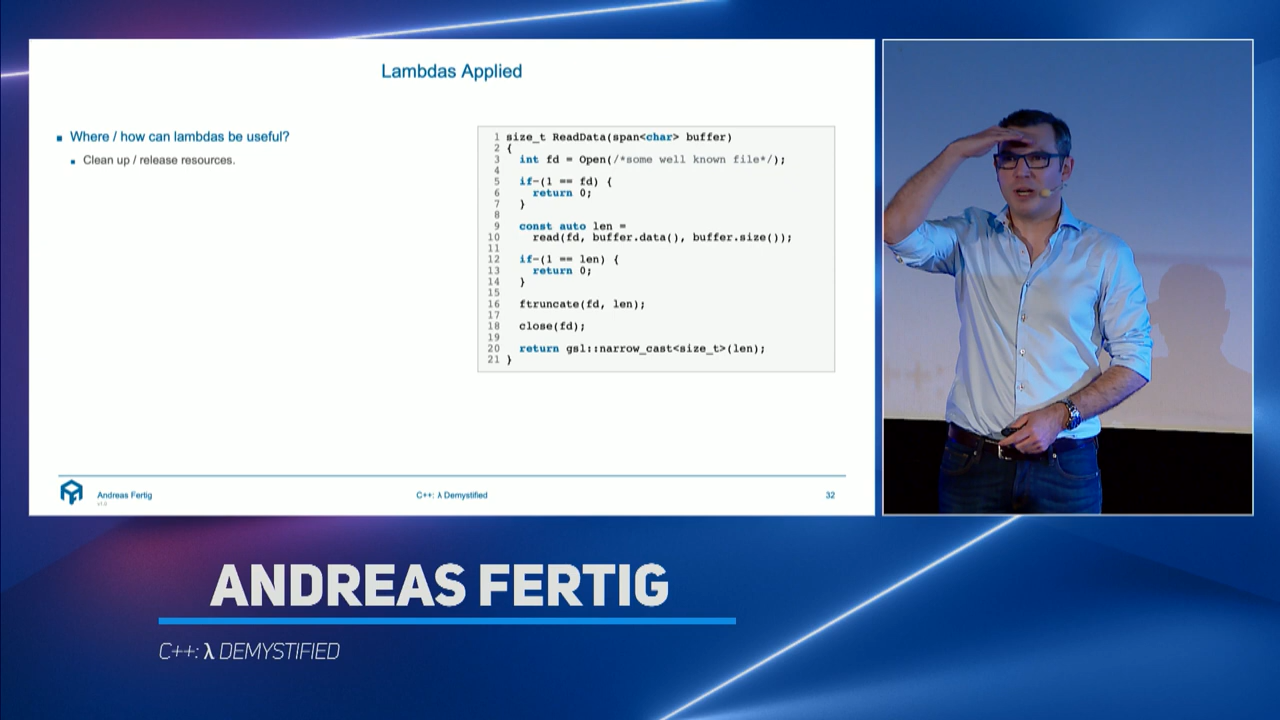 Lambdas Applied
Where / how can lambdas be useful?
Clean up / release resources.
1 size_t ReadData(span<char> buffer)
2 {
3 int fd = Open(/*some well known file*/);
4
5 if-(1 == fd) {
6 return 0;
7 }
8
9 const auto len =
10 read(fd, buffer.data(), buffer.size());
11
12 if-(1 == len) {
13 return 0;
14 }
15
16 ftruncate(fd, len);
17
18 close(fd);
19
20 return gsl::narrow_cast<size_t>(len);
21 }
Andreas Fertig
v1.0
C++: λ Demystified
32
ANDREAS FERTIG
C++: λ DEMYSTIFIED